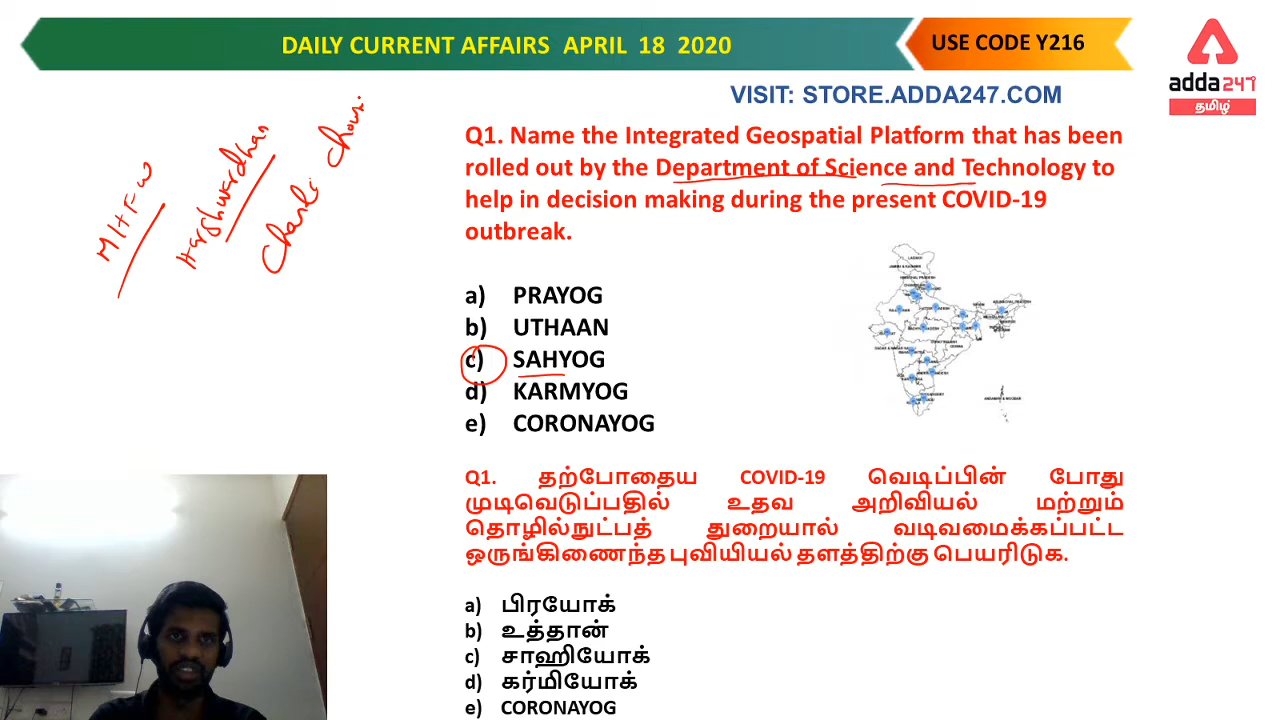 DAILY CURRENT AFFAIRS APRIL 18 2020
USE CODE Y216
adda247
தமிழ்
VISIT: STORE.ADDA247.COM
MHFW
Harshvardhan
Q1. Name the Integrated Geospatial Platform that has been
rolled out by the Department of Science and Technology to
help in decision making during the present COVID-19
outbreak.
a) PRAYOG
b) UTHAAN
c) SAHYOG
d) KARMYOG
e) CORONAYOG
Q1. தற்போதைய COVID-19 வெடிப்பின் போது
முடிவெடுப்பதில் உதவ அறிவியல் மற்றும்
தொழில்நுட்பத் துறையால் வடிவமைக்கப்பட்ட
ஒருங்கிணைந்த புவியியல் தளத்திற்கு பெயரிடுக.
a) பிரயோக்
b) உத்தான்
c) சாஹியோக்
d) கர்மியோக்
e) CORONAYOG